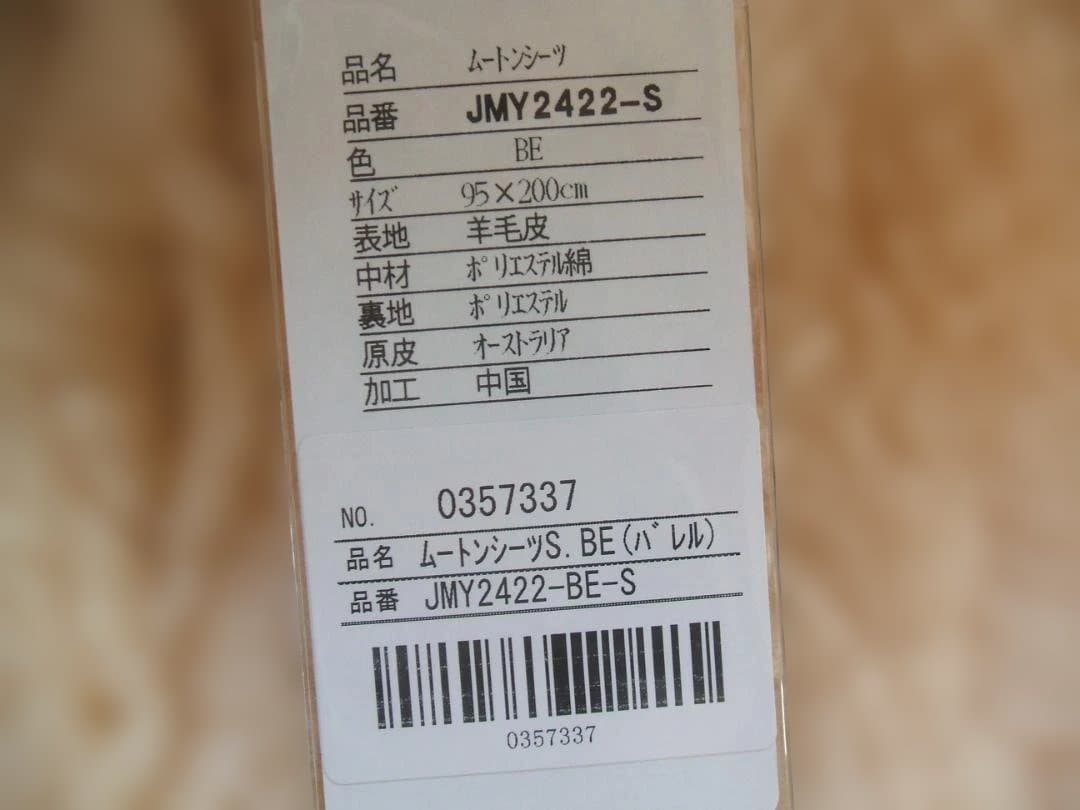 品名 ムートンシーツ
品番 JMY2422-S
色 BE
サイズ 95×200cm
表地 羊毛皮
中材 ポリエステル綿
裏地 ポリエステル
原皮 オーストラリア
加工 中国
NO. 0357337
品名 ムートンシーツS.BE(バレル)
品番 JMY2422-BE-S
0357337